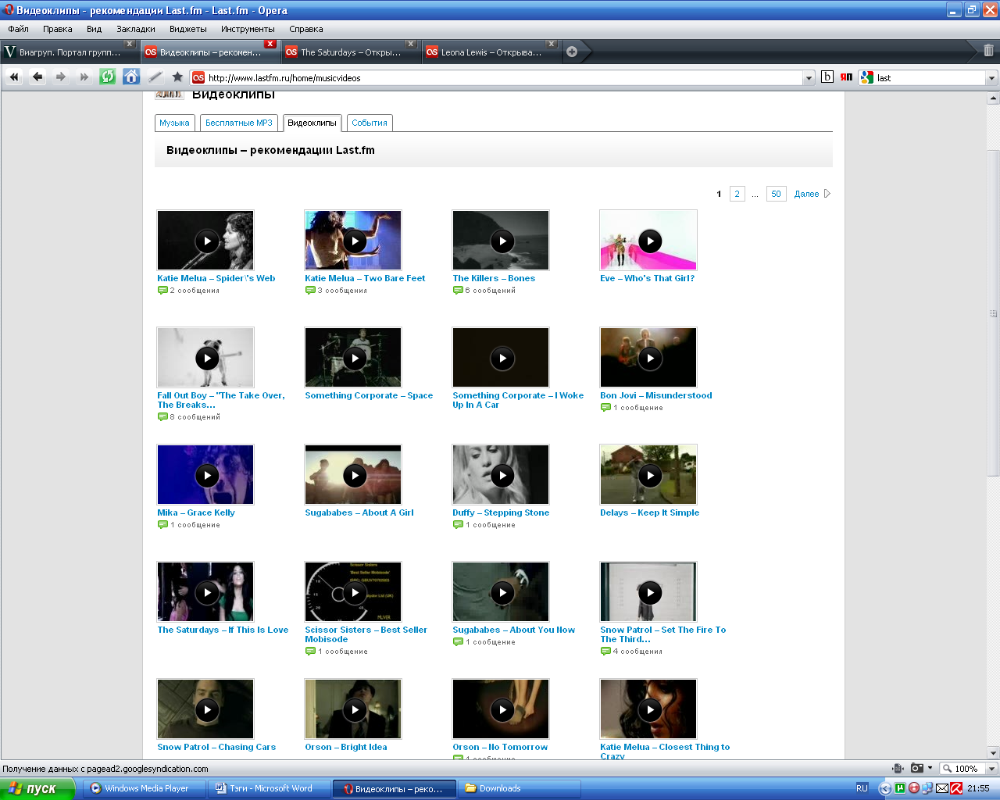 Видеоклипы - рекомендации Last.fm - Last.fm - Opera
Файл Правка Вид Закладки Виджеты Инструменты Справка
Виагруп. Портал групп... Видеоклипы – рекомен... The Saturdays – Откры... Leona Lewis – Открыва...
http://www.lastfm.ru/home/musicvideos last
Видеоклипы
Музыка Бесплатные MP3 Видеоклипы События
Видеоклипы – рекомендации Last.fm
1 2 ... 50 Далее
Katie Melua – Spider\'s Web
2 сообщения
Katie Melua – Two Bare Feet
3 сообщения
The Killers – Bones
6 сообщений
Eve – Who's That Girl?
Fall Out Boy – "The Take Over,
The Breaks...
8 сообщений
Something Corporate – Space
Something Corporate – I Woke
Up In A Car
Bon Jovi – Misunderstood
1 сообщение
Mika – Grace Kelly
1 сообщение
Sugababes – About A Girl
Duffy – Stepping Stone
1 сообщение
Delays – Keep It Simple
The Saturdays – If This Is Love
Scissor Sisters
'Best Seller Mobisode'
Scissor Sisters – Best Seller
Mobisode
1 сообщение
Sugababes – About You Now
1 сообщение
Snow Patrol – Set The Fire To
The Third...
4 сообщения
Snow Patrol – Chasing Cars
Orson – Bright Idea
Orson – No Tomorrow
1 сообщение
Katie Melua – Closest Thing to
Crazy
Получение данных с pagead2.googlesyndication.com 100%
пуск Windows Media Player Тэги - Microsoft Word Видеоклипы – реко... Downloads RU 21:55